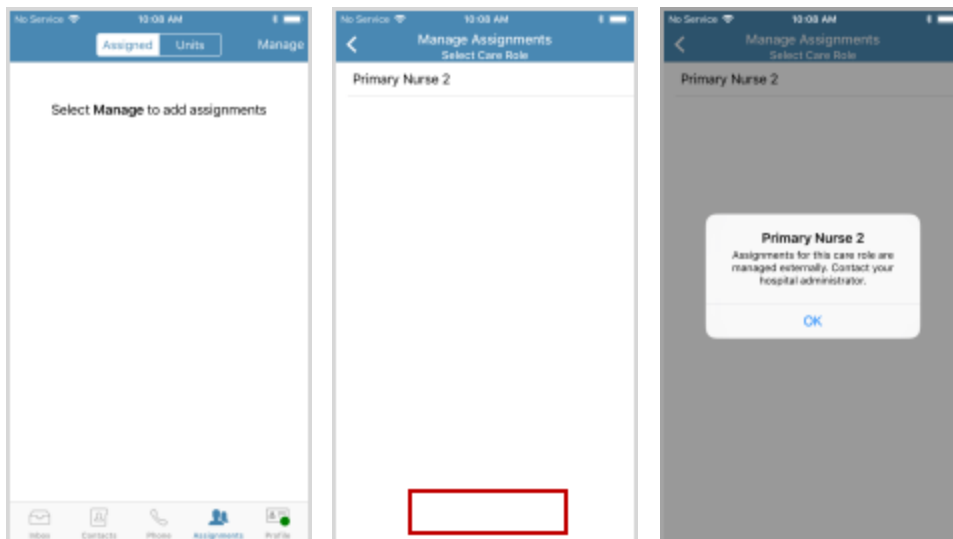 No Service 10:08 AM
Assigned Units Manage
Select Manage to add assignments
Inbox Contacts Phone Assignments Profile
No Service 10:08 AM
Manage Assignments
Select Care Role
Primary Nurse 2
No Service 10:08 AM
Manage Assignments
Select Care Role
Primary Nurse 2
Primary Nurse 2
Assignments for this care role are
managed externally. Contact your
hospital administrator.
OK